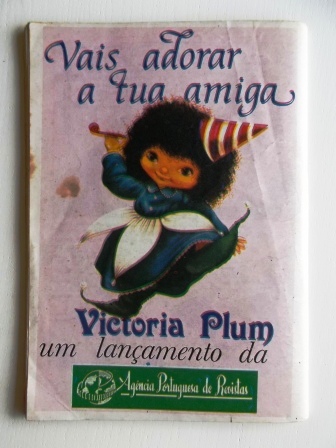 Vais adorar
a tua amiga
Victoria Plum
um lançamento da
Agência Portuguesa de Revistas